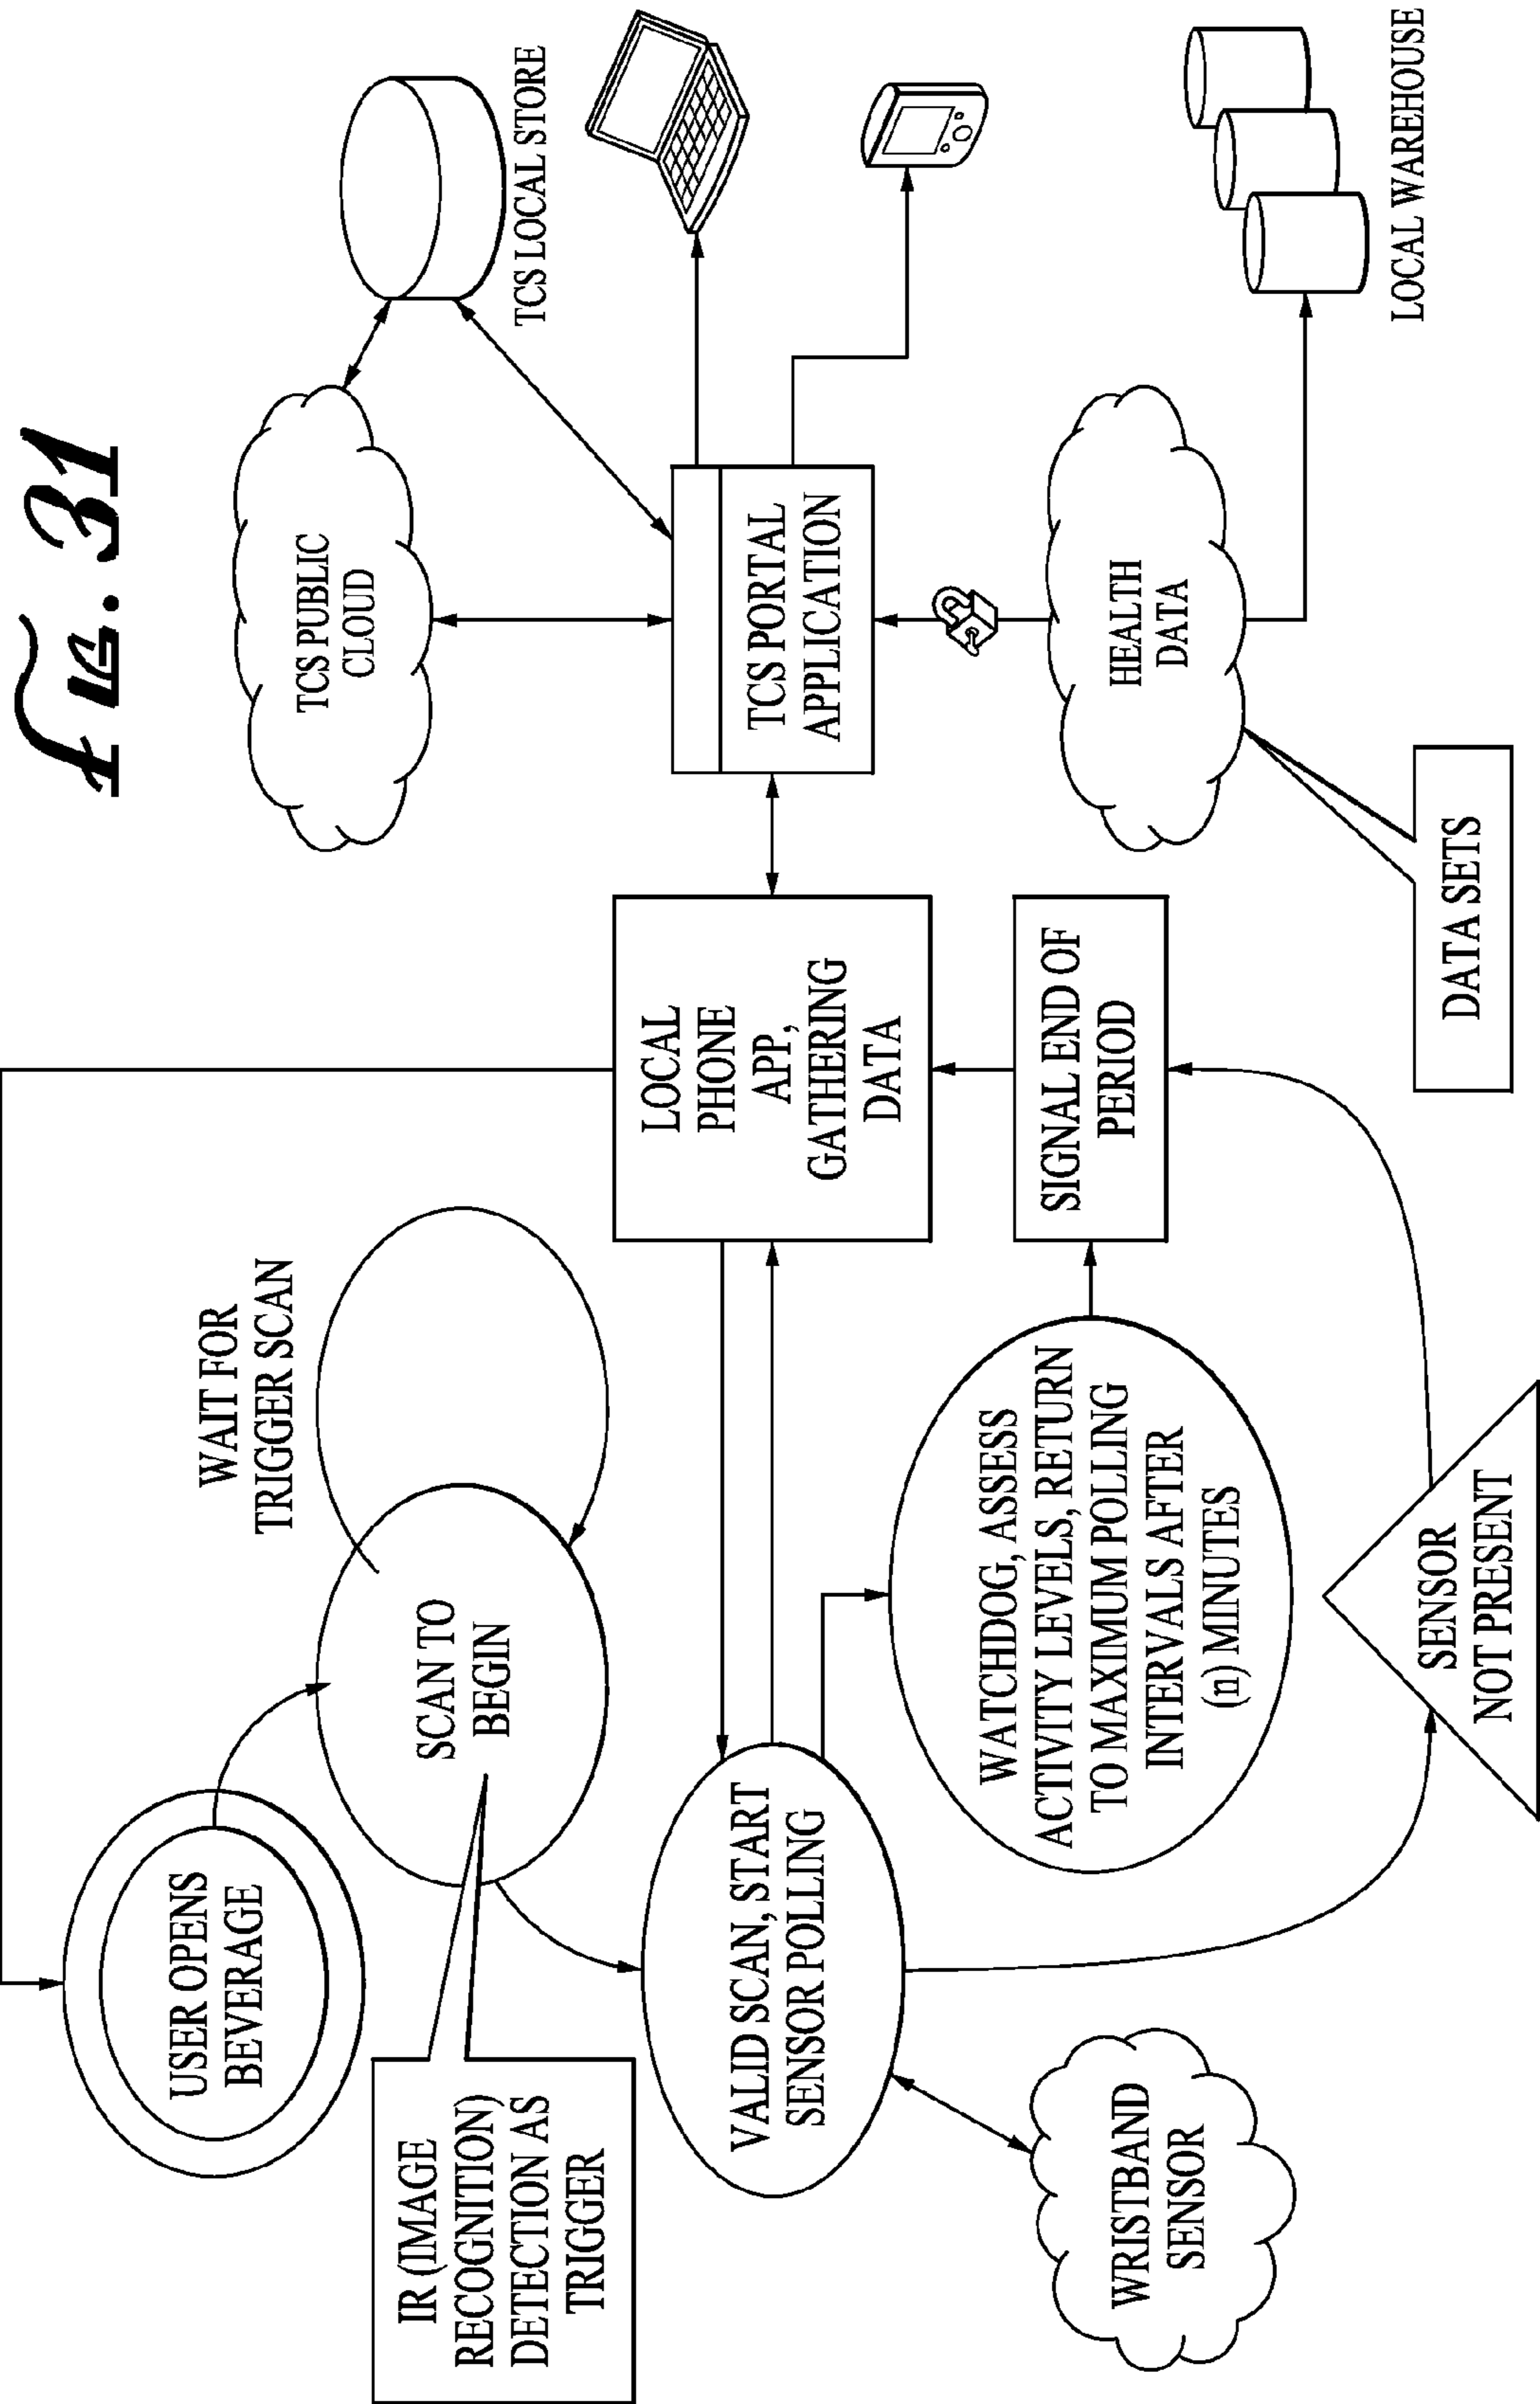 Fig. 31
USER OPENS
BEVERAGE
WAIT FOR
TRIGGER SCAN
SCAN TO
BEGIN
IR (IMAGE
RECOGNITION)
DETECTION AS
TRIGGER
VALID SCAN, START
SENSOR POLLING
WRISTBAND
SENSOR
WATCHDOG, ASSESS
ACTIVITY LEVELS, RETURN
TO MAXIMUM POLLING
INTERVALS AFTER
(n) MINUTES
SENSOR
NOT PRESENT
LOCAL
PHONE
APP,
GATHERING
DATA
SIGNAL END OF
PERIOD
TCS PUBLIC
CLOUD
TCS LOCAL STORE
TCS PORTAL
APPLICATION
HEALTH
DATA
DATA SETS
LOCAL WAREHOUSE